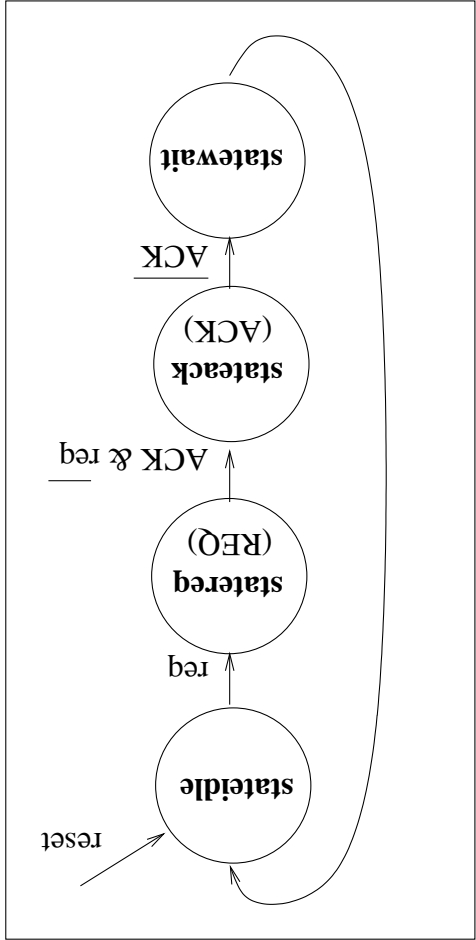 reset
stateidle
req
statereq
(REQ)
ACK & req
stateack
(ACK)
ACK
statewait